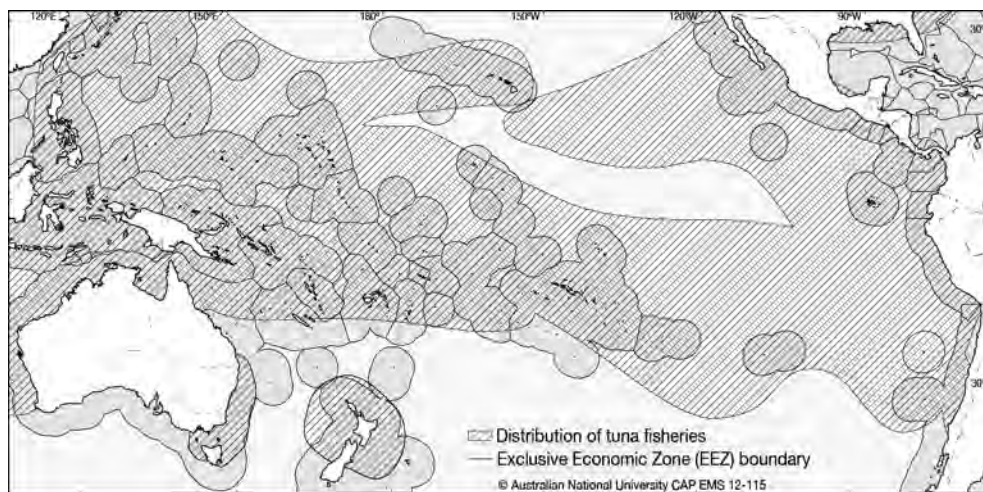 120°E 150°E 180° 150°W 120°W 90°W
30°
30°
Distribution of tuna fisheries
Exclusive Economic Zone (EEZ) boundary
© Australian National University CAP EMS 12-115